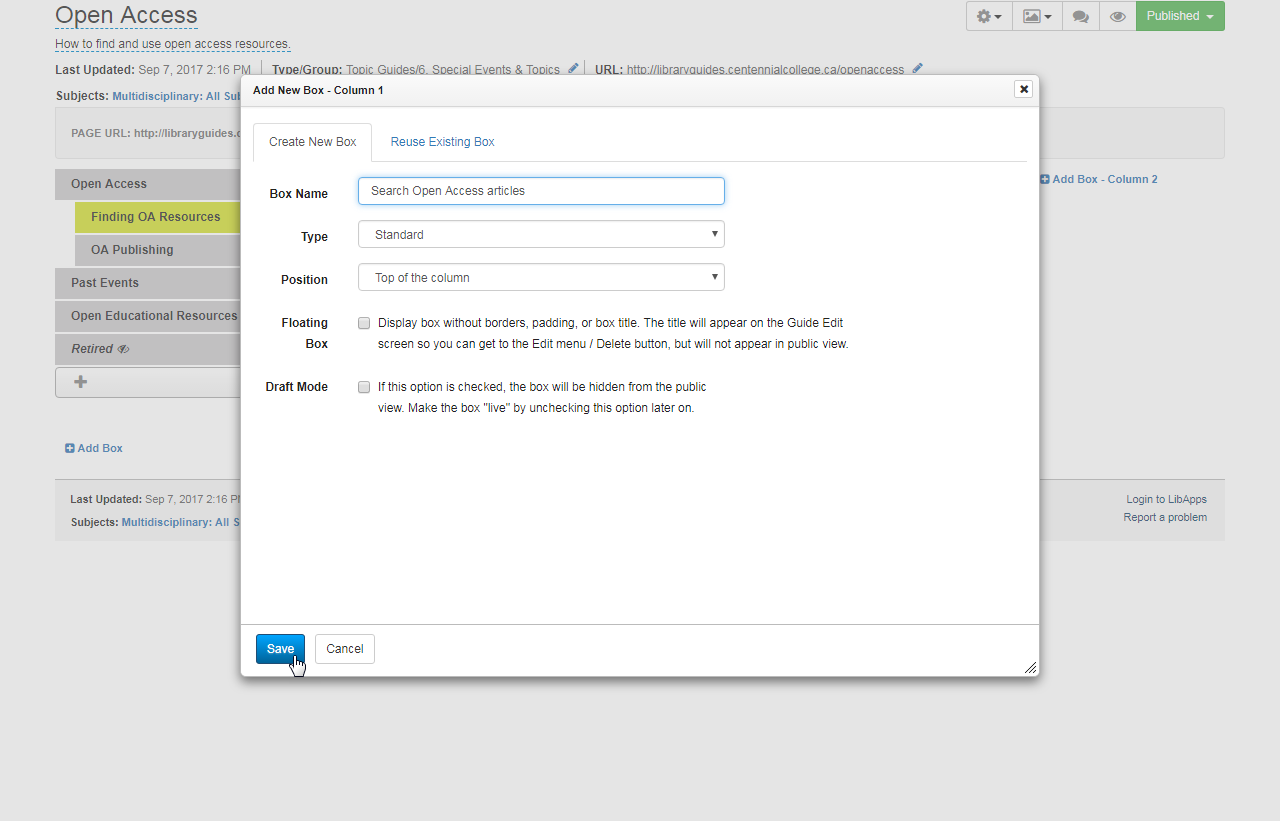 Open Access
Published
How to find and use open access resources.
Last Updated: Sep 7, 2017 2:16 PM Type/Group: Topic Guides/6. Special Events & Topics URL: http://libraryguides.centennialcollege.ca/openaccess
Subjects: Multidisciplinary: All
Add New Box - Column 1
PAGE URL:
Create New Box Reuse Existing Box
Open Access
Add Box - Column 2
Box Name Search Open Access articles
Finding OA Resources
Type Standard
OA Publishing
Position Top of the column
Past Events
Open Educational Resources
Floating Box
Display box without borders, padding, or box title. The title will appear on the Guide Edit
screen so you can get to the Edit menu / Delete button, but will not appear in public view.
Retired
Draft Mode If this option is checked, the box will be hidden from the public
view. Make the box "live" by unchecking this option later on.
Add Box
Last Updated: Sep 7, 2017 2:16
Login to LibApps
Subjects: Multidisciplinary: All
Report a problem
Save Cancel